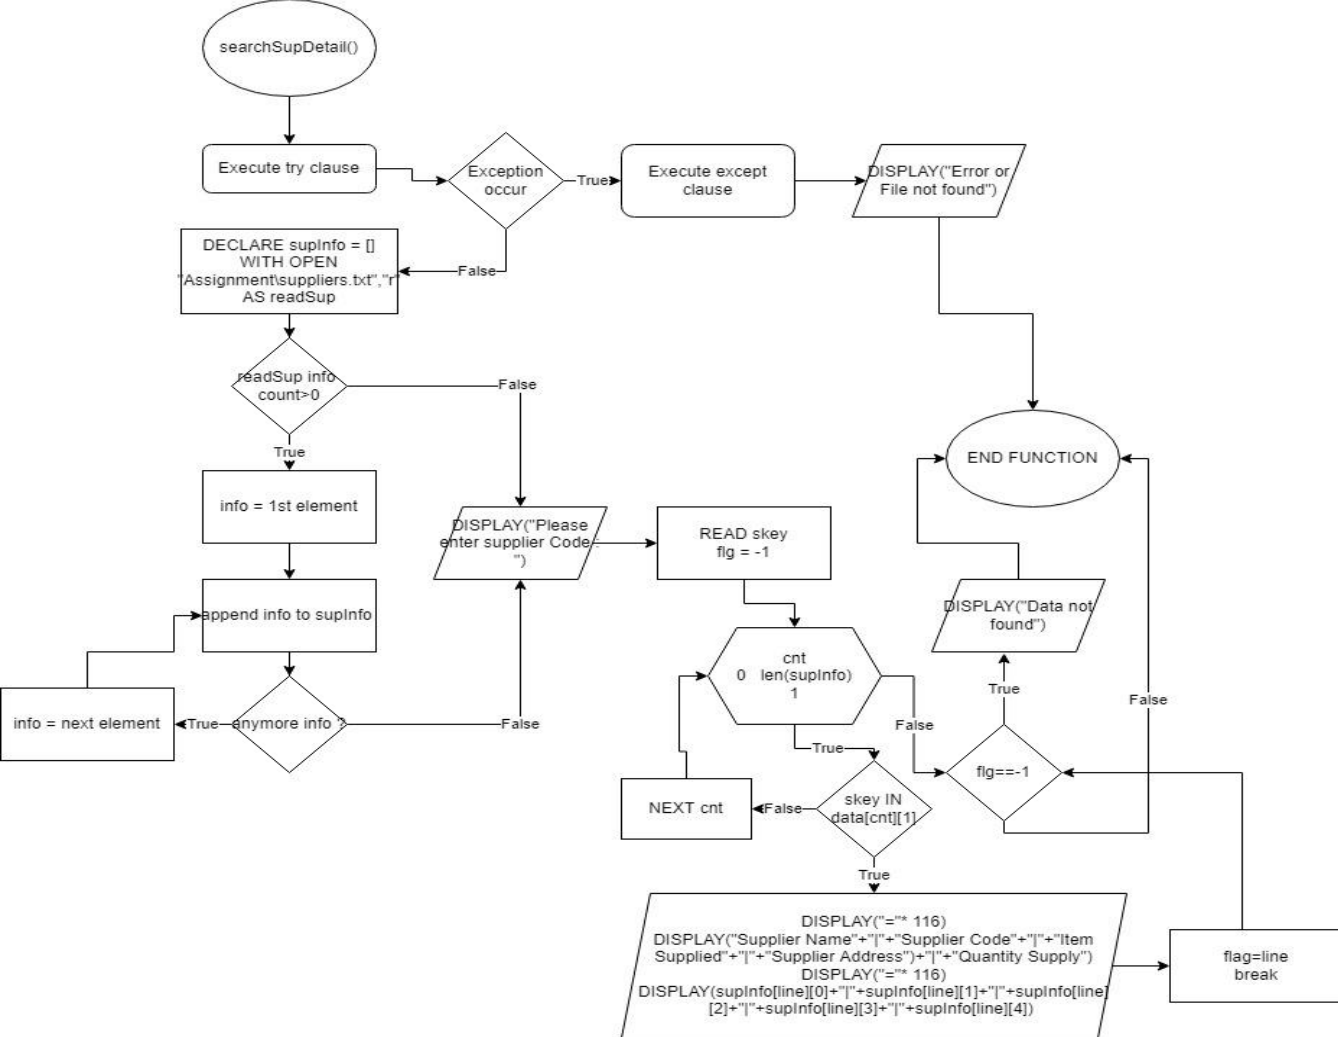 searchSupDetail()
Execute try clause
Exception
occur
True
Execute except
clause
DISPLAY("Error or
File not found")
False
DECLARE supInfo = []
WITH OPEN
"Assignment\suppliers.txt","r"
AS readSup
readSup info
count>0
False
True
info = 1st element
append info to supInfo
anymore info ?
True
info = next element
False
DISPLAY("Please
enter supplier Code :
")
READ skey
flg = -1
cnt
0 len(supInfo)
1
True
False
skey IN
data[cnt][1]
False
NEXT cnt
True
DISPLAY("="* 116)
DISPLAY("Supplier Name"+"|"+"Supplier Code"+"|"+"Item
Supplied"+"|"+"Supplier Address")+"|"+"Quantity Supply")
DISPLAY("="* 116)
DISPLAY(supInfo[line][0]+"|"+supInfo[line][1]+"|"+supInfo[line]
[2]+"|"+supInfo[line][3]+"|"+supInfo[line][4])
flag=line
break
flg==-1
True
False
DISPLAY("Data not
found")
END FUNCTION